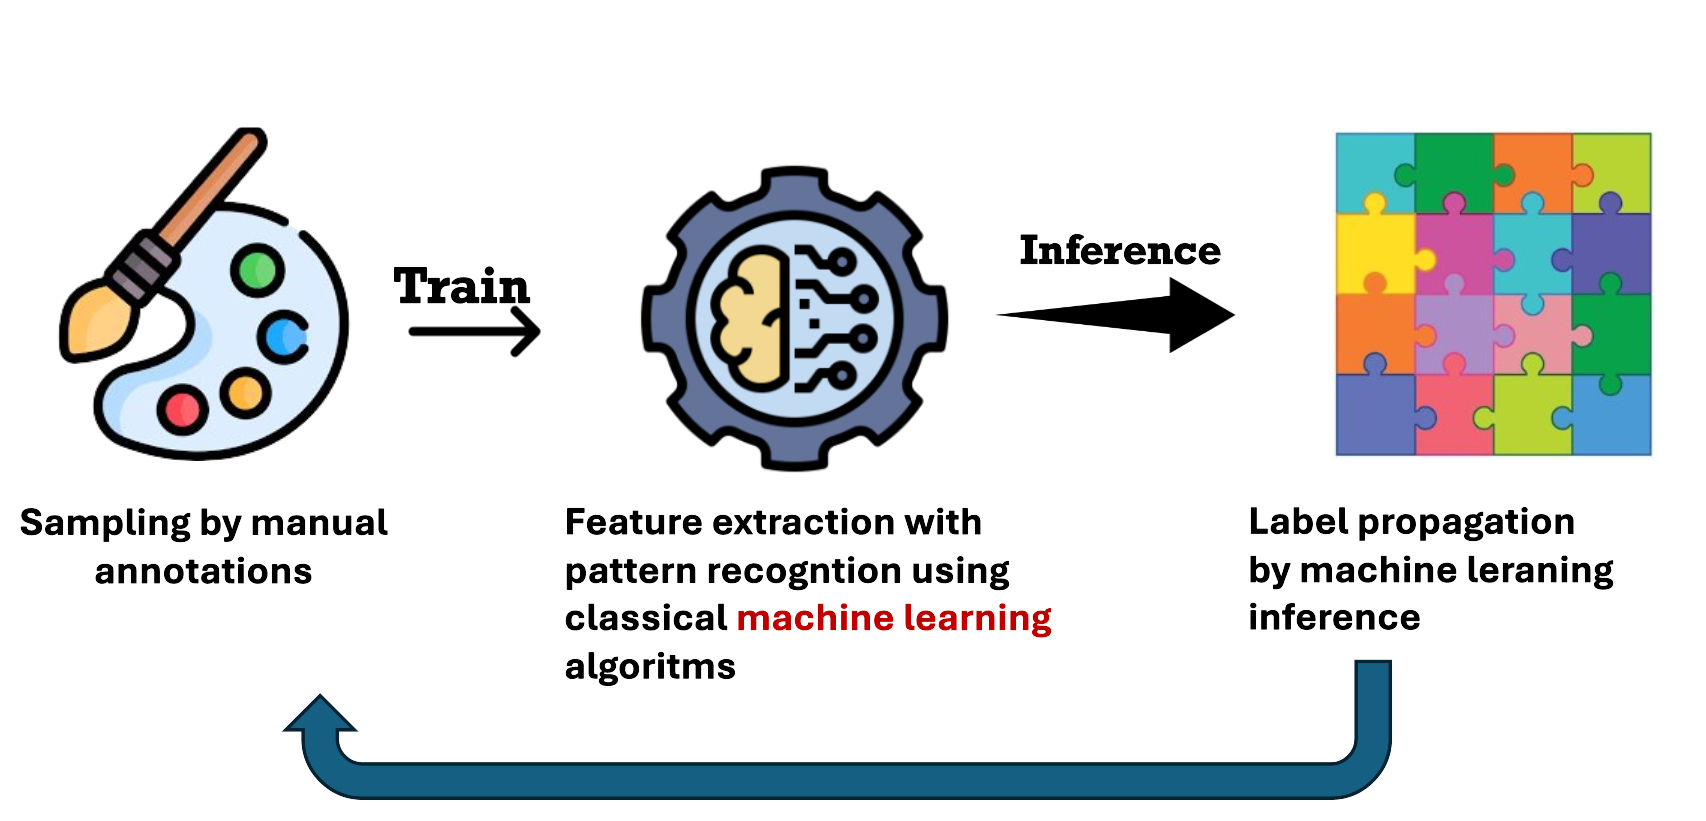 Train
Inference
Sampling by manual
annotations
Feature extraction with
pattern recogntion using
classical machine learning
algoritms
Label propagation
by machine leraning
inference